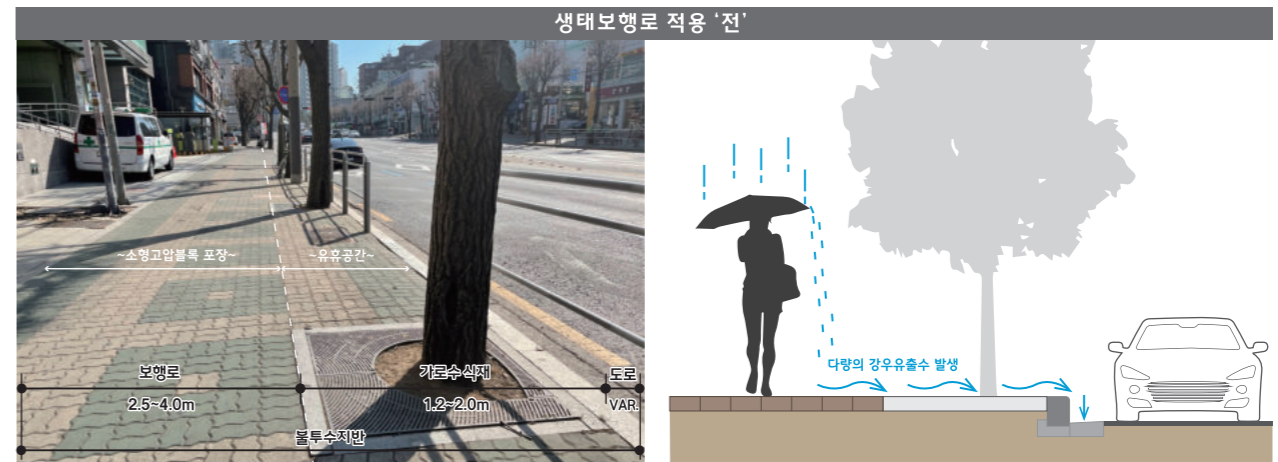 생태보행로 적용 ‘전’
~소형고압블록 포장~
~유휴공간~
보행로
가로수 식재
도로
2.5~4.0m
1.2~2.0m
VAR.
불투수지반
다량의 강우유출수 발생